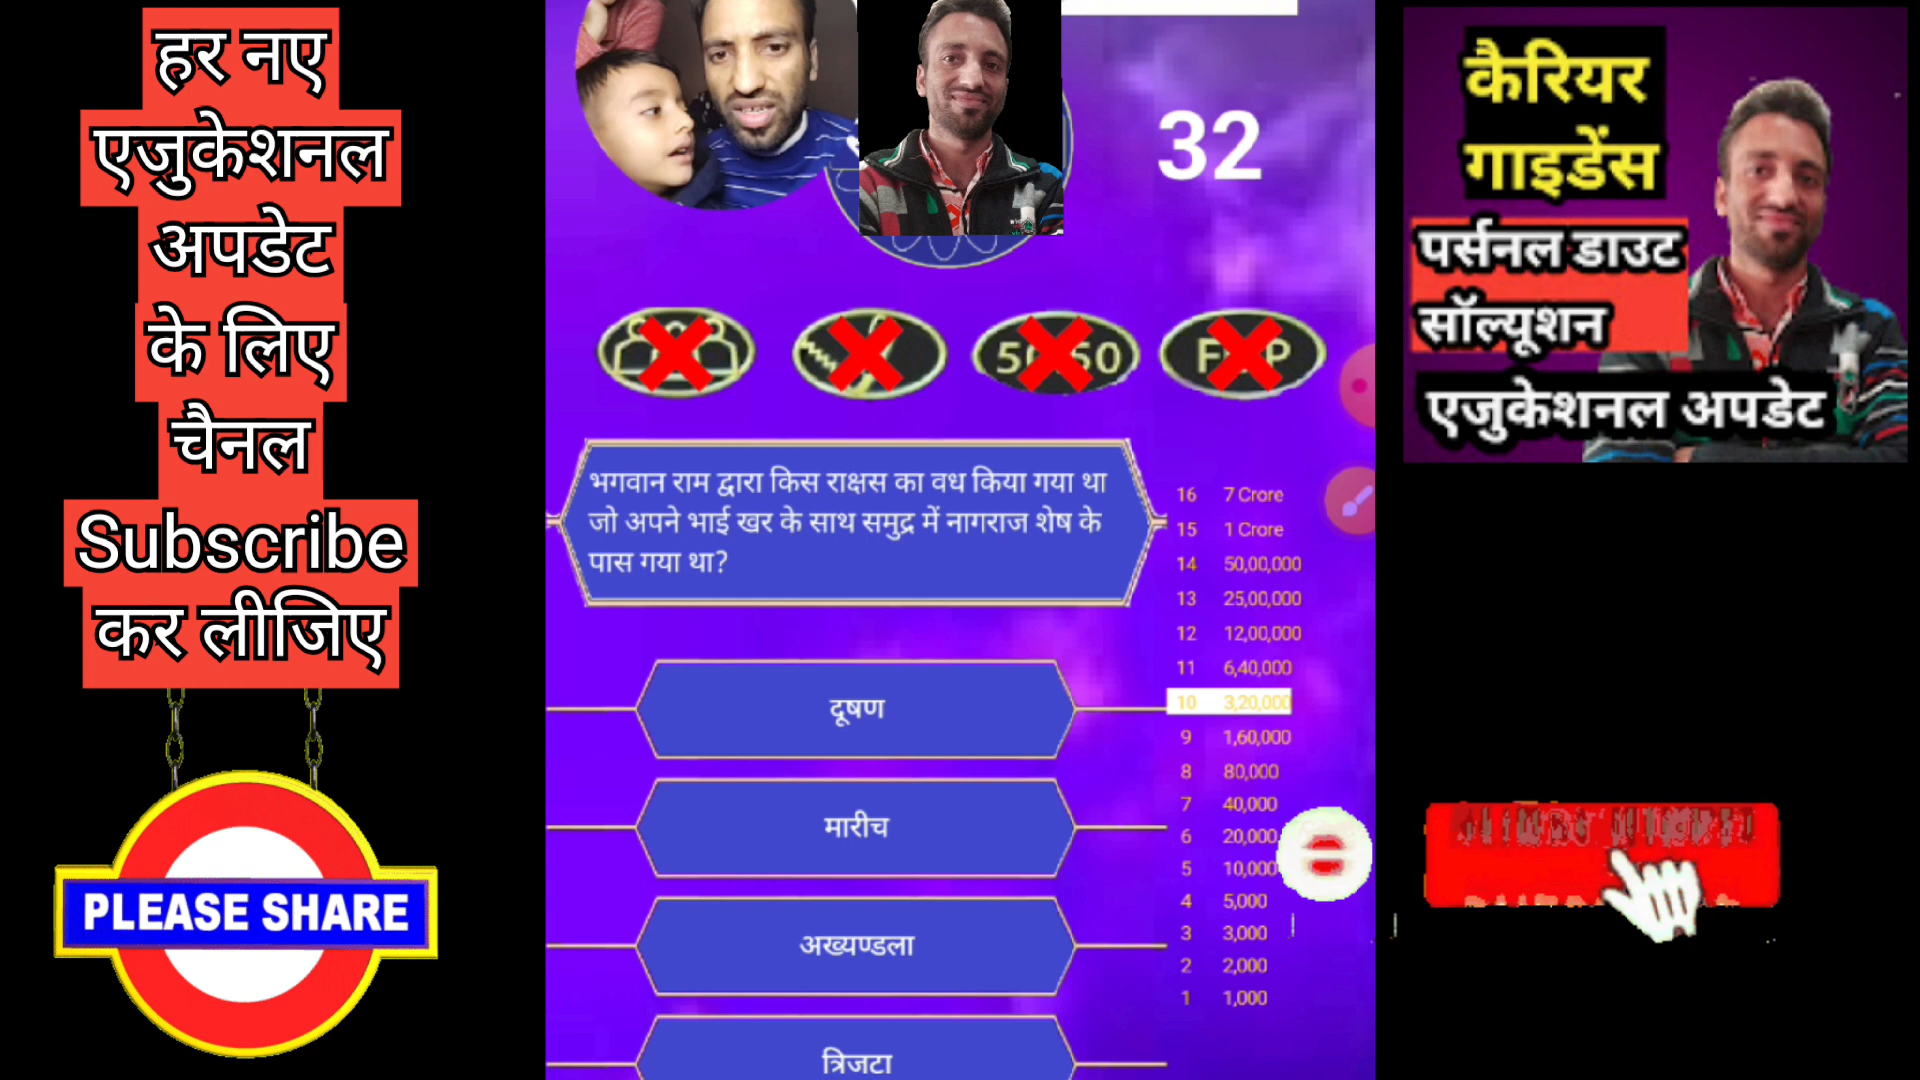 हर नए
एजुकेशनल
अपडेट
के लिए
चैनल
Subscribe
कर लीजिए
PLEASE SHARE
32
भगवान राम द्वारा किस राक्षस का वध किया गया था
जो अपने भाई खर के साथ समुद्र में नागराज शेष के
पास गया था?
दूषण
मारीच
अख्यण्डला
त्रिजटा
16 7 Crore
15 1 Crore
14 50,00,000
13 25,00,000
12 12,00,000
11 6,40,000
10 3,20,000
9 1,60,000
8 80,000
7 40,000
6 20,000
5 10,000
4 5,000
3 3,000
2 2,000
1 1,000
कैरियर
गाइडेंस
पर्सनल डाउट
सॉल्यूशन
एजुकेशनल अपडेट